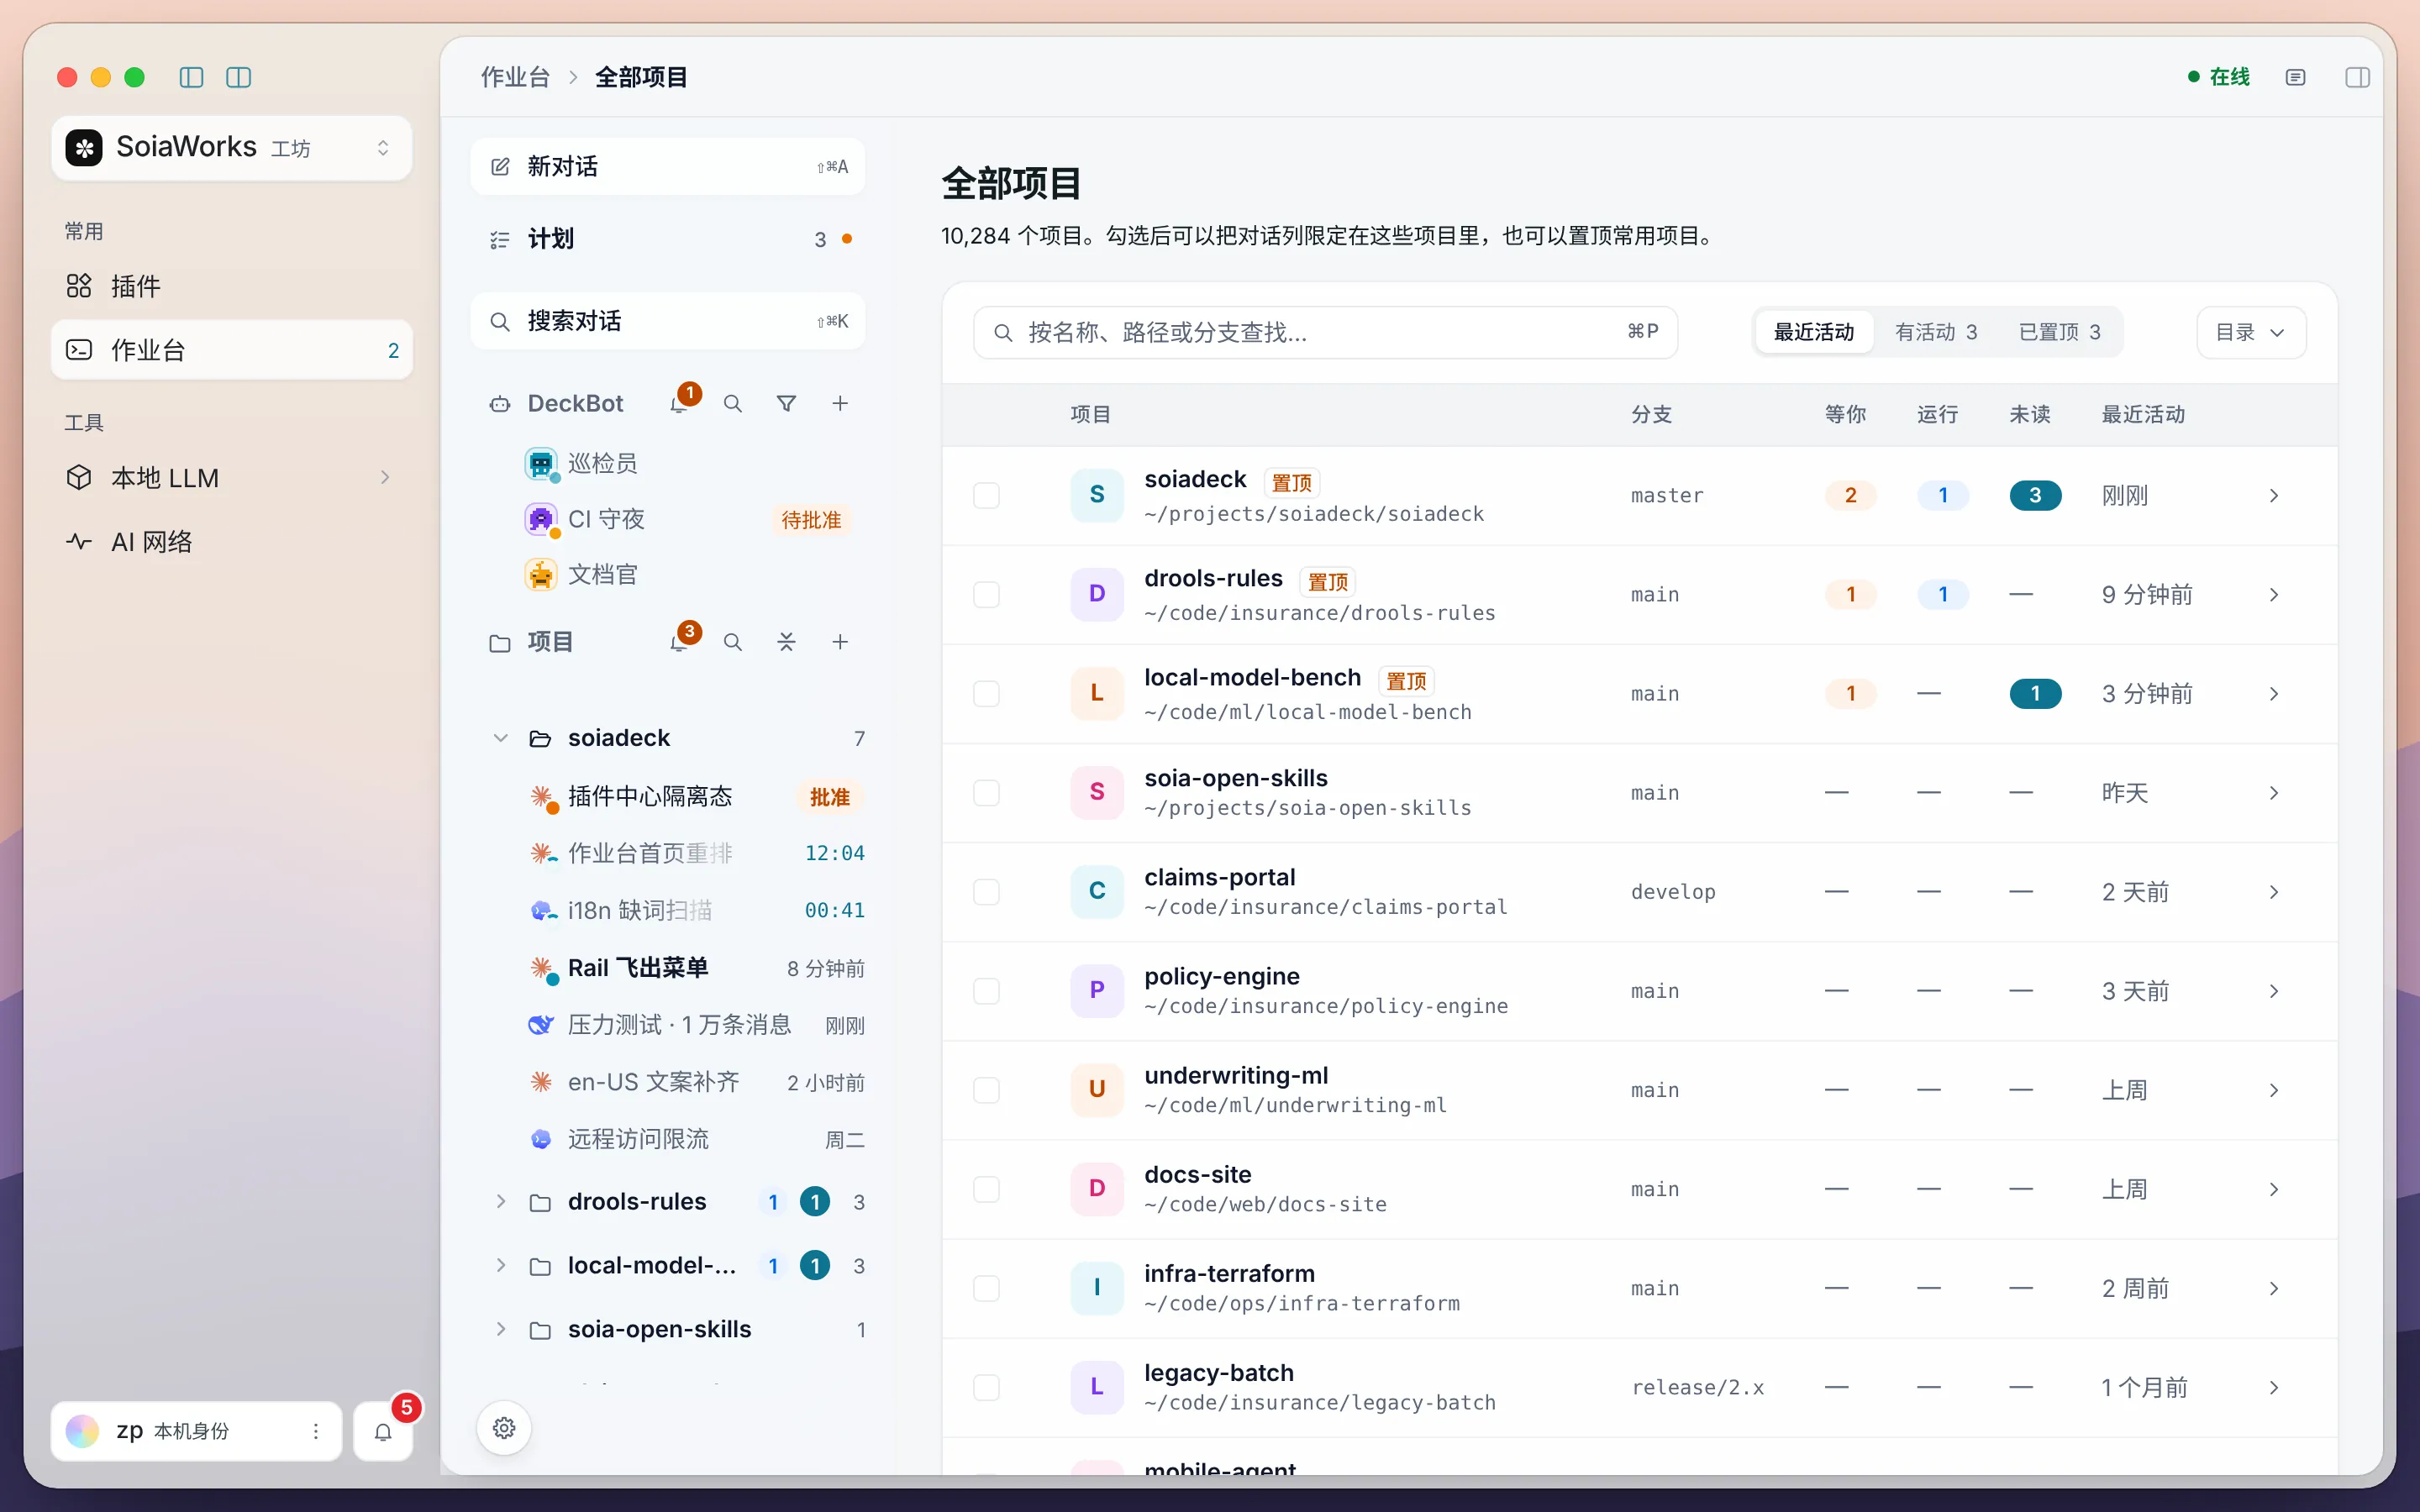 作业台 > 全部项目
在线
SoiaWorks 工坊
常用
插件
作业台 2
工具
本地 LLM
AI 网络
zp 本机身份
5
新对话 ⇧⌘A
计划 3
搜索对话 ⇧⌘K
DeckBot 1
巡检员
CI 守夜 待批准
文档官
项目 3
soiadeck 7
插件中心隔离态 批准
作业台首页重排 12:04
i18n 缺词扫描 00:41
Rail 飞出菜单 8 分钟前
压力测试 · 1 万条消息 刚刚
en-US 文案补齐 2 小时前
远程访问限流 周二
drools-rules 1 1 3
local-model-... 1 1 3
soia-open-skills 1
全部项目
10,284 个项目。勾选后可以把对话列限定在这些项目里，也可以置顶常用项目。
按名称、路径或分支查找... ⌘P
最近活动 有活动 3 已置顶 3
目录
项目 分支 等你 运行 未读 最近活动
S soiadeck 置顶 master 2 1 3 刚刚
~/projects/soiadeck/soiadeck
D drools-rules 置顶 main 1 1 — 9 分钟前
~/code/insurance/drools-rules
L local-model-bench 置顶 main 1 — 1 3 分钟前
~/code/ml/local-model-bench
S soia-open-skills main — — — 昨天
~/projects/soia-open-skills
C claims-portal develop — — — 2 天前
~/code/insurance/claims-portal
P policy-engine main — — — 3 天前
~/code/insurance/policy-engine
U underwriting-ml main — — — 上周
~/code/ml/underwriting-ml
D docs-site main — — — 上周
~/code/web/docs-site
I infra-terraform main — — — 2 周前
~/code/ops/infra-terraform
L legacy-batch release/2.x — — — 1 个月前
~/code/insurance/legacy-batch
mobile-agent